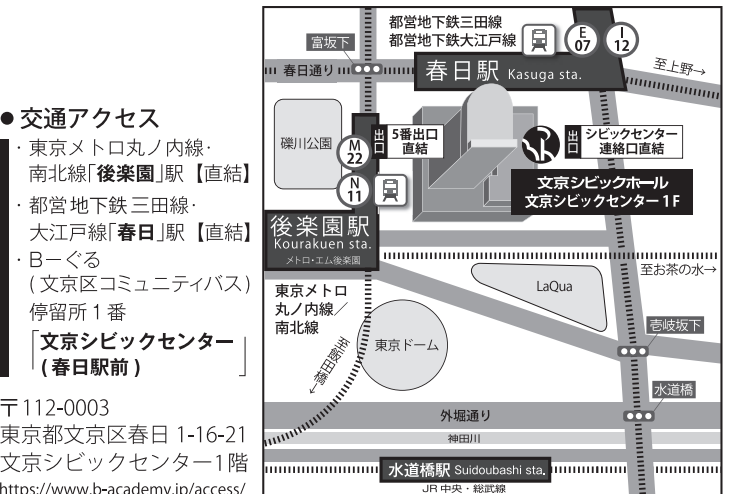 ● 交通アクセス
・東京メトロ丸ノ内線・
南北線「後楽園」駅【直結】
・都営地下鉄三田線・
大江戸線「春日」駅【直結】
・Bーぐる
(文京区コミュニティバス)
停留所1番
「文京シビックセンター
(春日駅前)」
〒112-0003
東京都文京区春日 1-16-21
文京シビックセンター1階
https://www.b-academy.jp/access/
都営地下鉄三田線
都営地下鉄大江戸線
E
07
I
12
富坂下
春日通り
春日駅 Kasuga sta.
至上野→
礫川公園
M
22
出口
5番出口
直結
出口
シビックセンター
連絡口直結
N
11
文京シビックホール
文京シビックセンター 1F
後楽園駅
Kourakuen sta.
メトロ・エム後楽園
至お茶の水→
東京メトロ
丸ノ内線／
南北線
LaQua
壱岐坂下
東京ドーム
至飯田橋→
水道橋
外堀通り
神田川
水道橋駅 Suidoubashi sta.
JR 中央・総武線